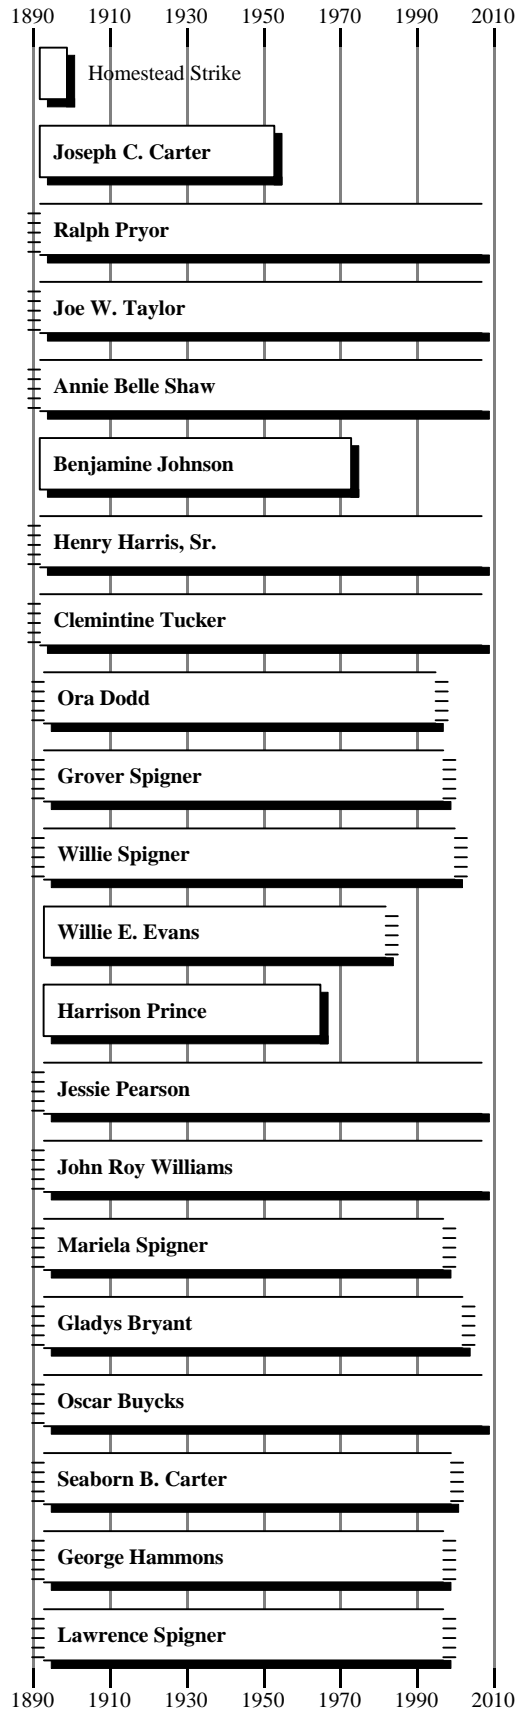 1890 1910 1930 1950 1970 1990 2010
Homestead Strike
Joseph C. Carter
Ralph Pryor
Joe W. Taylor
Annie Belle Shaw
Benjamine Johnson
Henry Harris, Sr.
Clemintine Tucker
Ora Dodd
Grover Spigner
Willie Spigner
Willie E. Evans
Harrison Prince
Jessie Pearson
John Roy Williams
Mariela Spigner
Gladys Bryant
Oscar Buycks
Seaborn B. Carter
George Hammons
Lawrence Spigner
1890 1910 1930 1950 1970 1990 2010